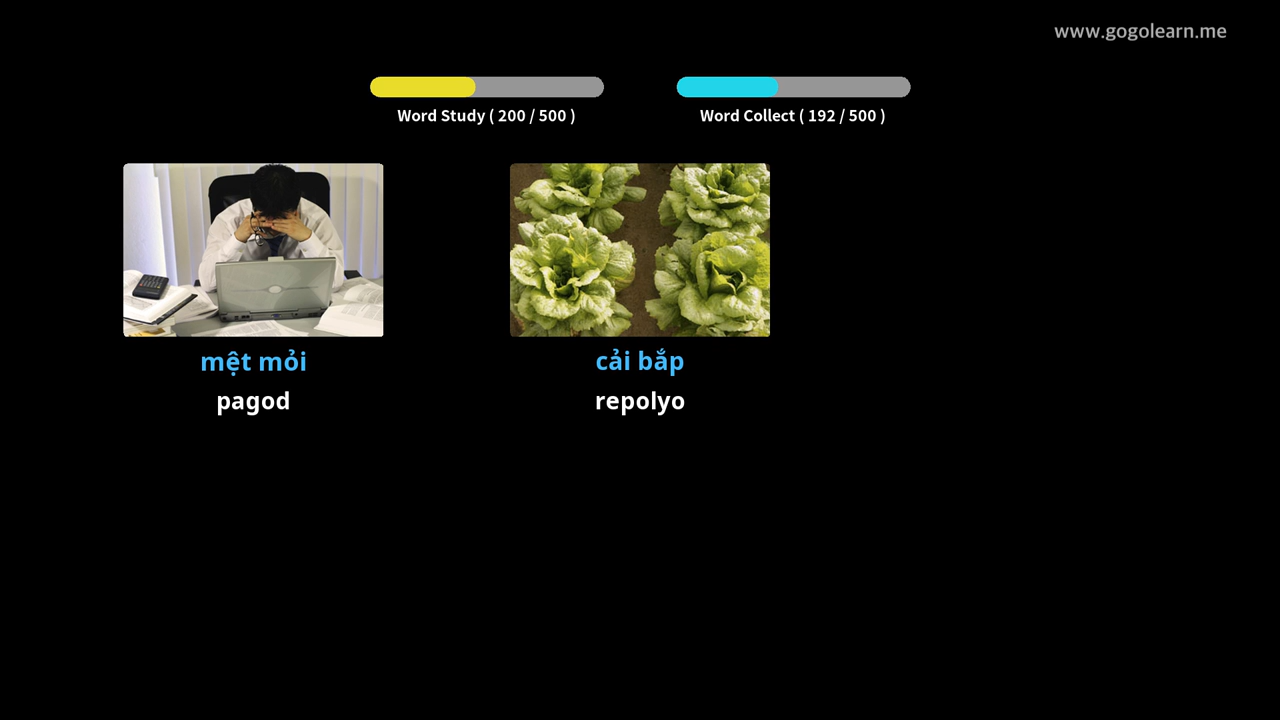 www.gogolearn.me
Word Study ( 200 / 500 )
Word Collect ( 192 / 500 )
mệt mỏi
pagod
cải bắp
repolyo